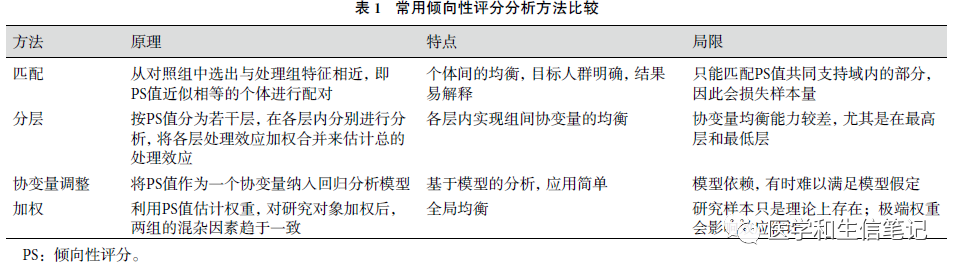 表 1 常用倾向性评分分析方法比较
方法 原理 特点 局限
匹配 从对照组中选出与处理组特征相近，即 个体间的均衡，目标人群明确，结果 只能匹配PS值共同支持域内的部分，
PS值近似相等的个体进行配对 易解释 因此会损失样本量
分层 按PS值分为若干层，在各层内分别进行分 各层内实现组间协变量的均衡 协变量均衡能力较差，尤其是在最高
析，将各层处理效应加权合并来估计总的 层和最低层
处理效应
协变量调整 将PS值作为一个协变量纳入回归分析模型 基于模型的分析，应用简单 模型依赖，有时难以满足模型假定
加权 利用PS值估计权重，对研究对象加权后， 全局均衡 研究样本只是理论上存在；极端权重
两组的混杂因素趋于一致 会影 应
医学和生信笔记
PS：倾向性评分。